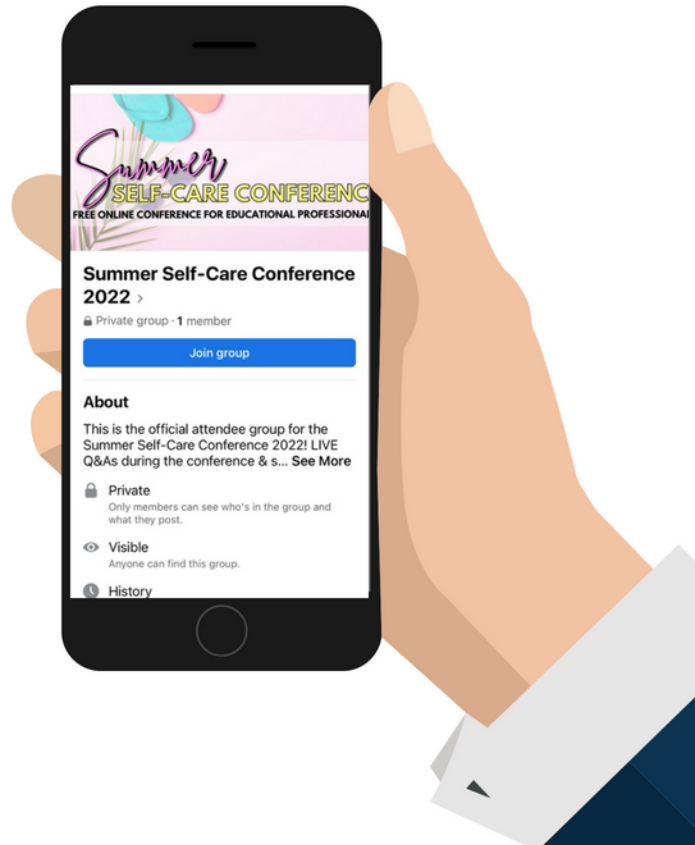 Summer
SELF-CARE CONFERENC
FREE ONLINE CONFERENCE FOR EDUCATIONAL PROFESSIONA
Summer Self-Care Conference
2022 >
Private group · 1 member
Join group
About
This is the official attendee group for the
Summer Self-Care Conference 2022! LIVE
Q&As during the conference & s... See More
Private
Only members can see who's in the group and
what they post.
Visible
Anyone can find this group.
History